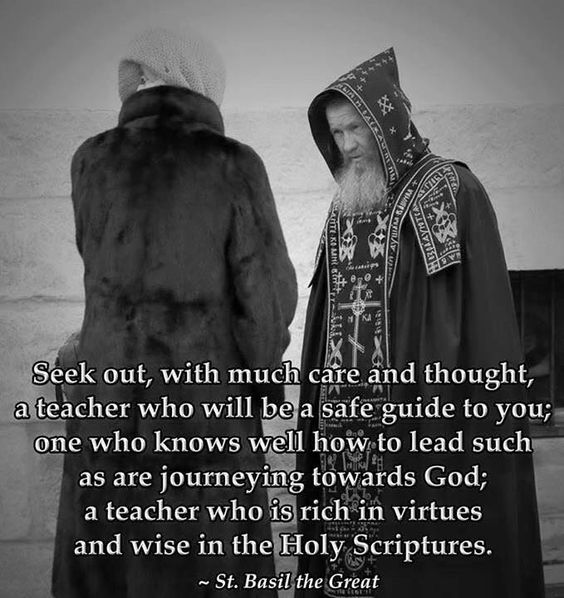 Seek out, with much care and thought,
a teacher who will be a safe guide to you;
one who knows well how to lead such
as are journeying towards God;
a teacher who is rich in virtues
and wise in the Holy Scriptures.
~ St. Basil the Great